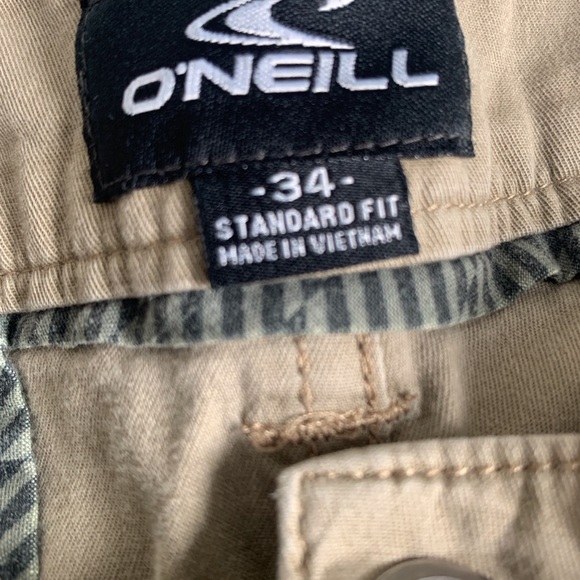 O'NEILL
-34-
STANDARD FIT
MADE IN VIETNAM